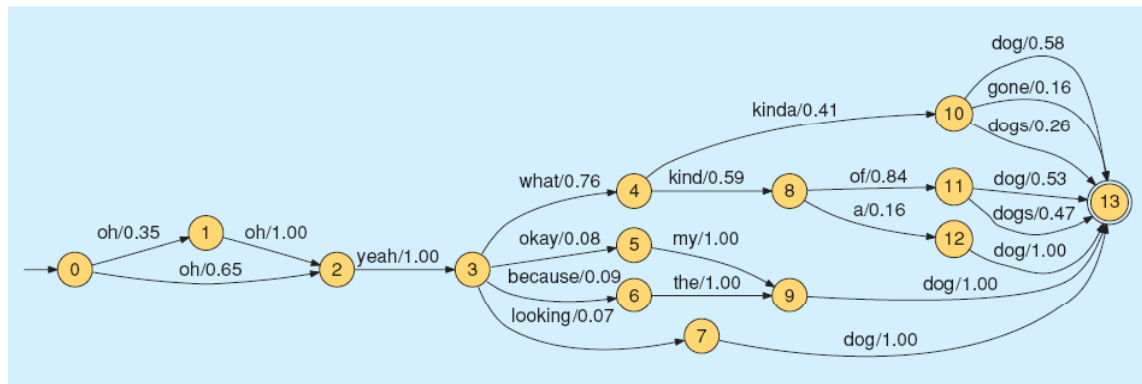 dog/0.58
gone/0.16
kinda/0.41
10
dogs/0.26
what/0.76
4
kind/0.59
8
of/0.84
11
dog/0.53
13
a/0.16
dogs/0.47
oh/0.35
1
oh/1.00
okay/0.08
5
my/1.00
12
dog/1.00
0
oh/0.65
2
yeah/1.00
3
because/0.09
6
the/1.00
9
dog/1.00
looking/0.07
7
dog/1.00